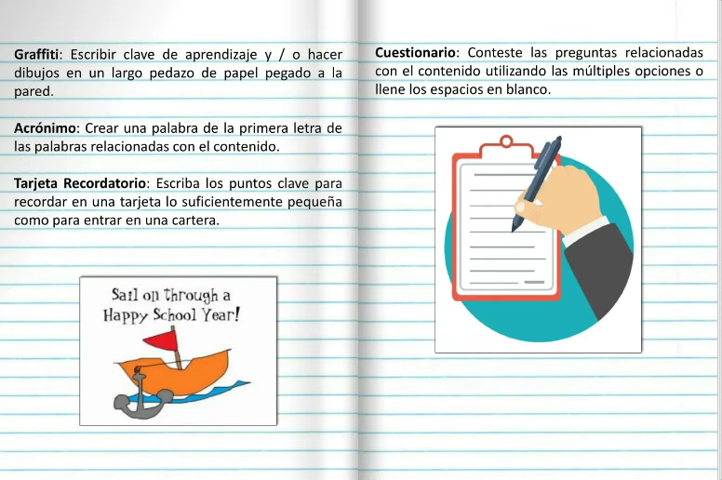 Graffiti: Escribir clave de aprendizaje y / o hacer
dibujos en un largo pedazo de papel pegado a la
pared.
Acrónimo: Crear una palabra de la primera letra de
las palabras relacionadas con el contenido.
Tarjeta Recordatorio: Escriba los puntos clave para
recordar en una tarjeta lo suficientemente pequeña
como para entrar en una cartera.
Sail on through a
Happy School Year!
Cuestionario: Conteste las preguntas relacionadas
con el contenido utilizando las múltiples opciones o
llene los espacios en blanco.